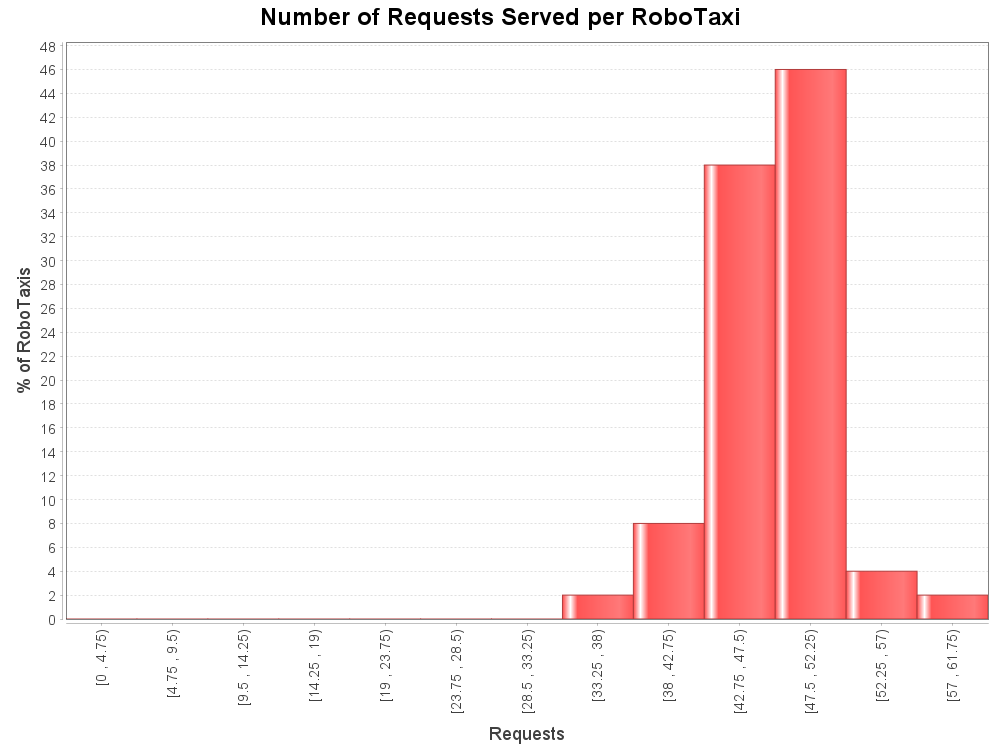 Number of Requests Served per RoboTaxi
48
46
44
42
40
38
36
34
32
30
28
26
24
22
20
18
16
14
12
10
8
6
4
2
0
% of RoboTaxis
[0 , 4.75)
[4.75 , 9.5)
[9.5 , 14.25)
[14.25 , 19)
[19 , 23.75)
[23.75 , 28.5)
[28.5 , 33.25)
[33.25 , 38)
[38 , 42.75)
[42.75 , 47.5)
[47.5 , 52.25)
[52.25 , 57)
[57 , 61.75)
Requests